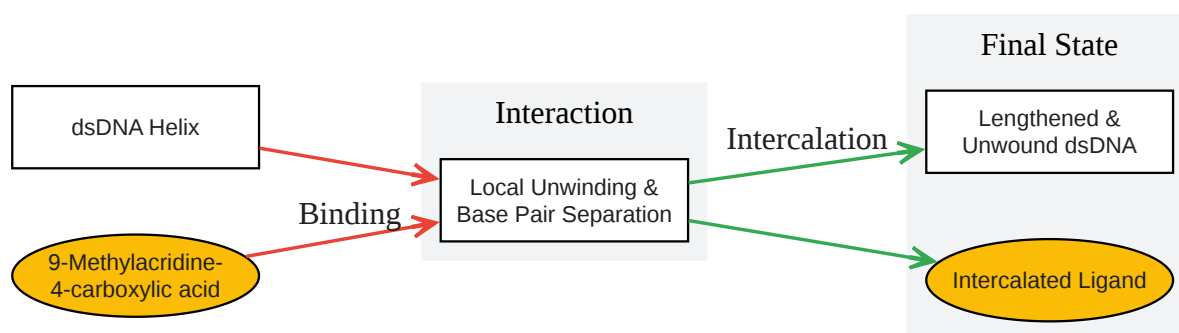 dsDNA Helix
9-Methylacridine-
4-carboxylic acid
Binding
Interaction
Local Unwinding &
Base Pair Separation
Intercalation
Final State
Lengthened &
Unwound dsDNA
Intercalated Ligand